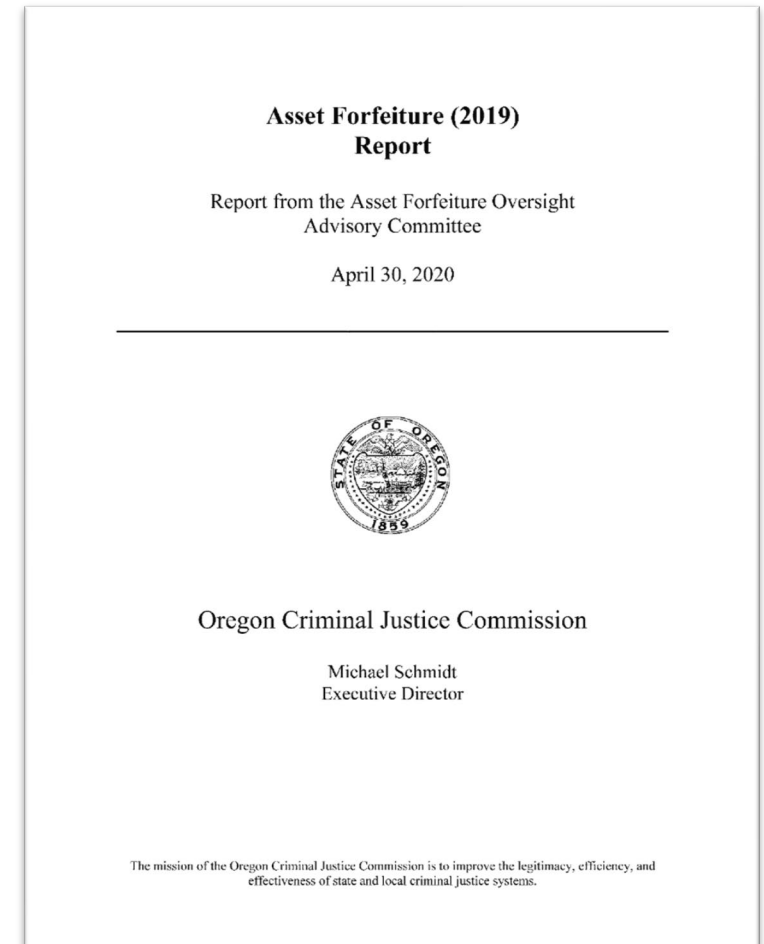 Asset Forfeiture (2019)
Report
Report from the Asset Forfeiture Oversight
Advisory Committee
April 30, 2020
STATE OF OREGON
1859
Oregon Criminal Justice Commission
Michael Schmidt
Executive Director
The mission of the Oregon Criminal Justice Commission is to improve the legitimacy, efficiency, and
effectiveness of state and local criminal justice systems.